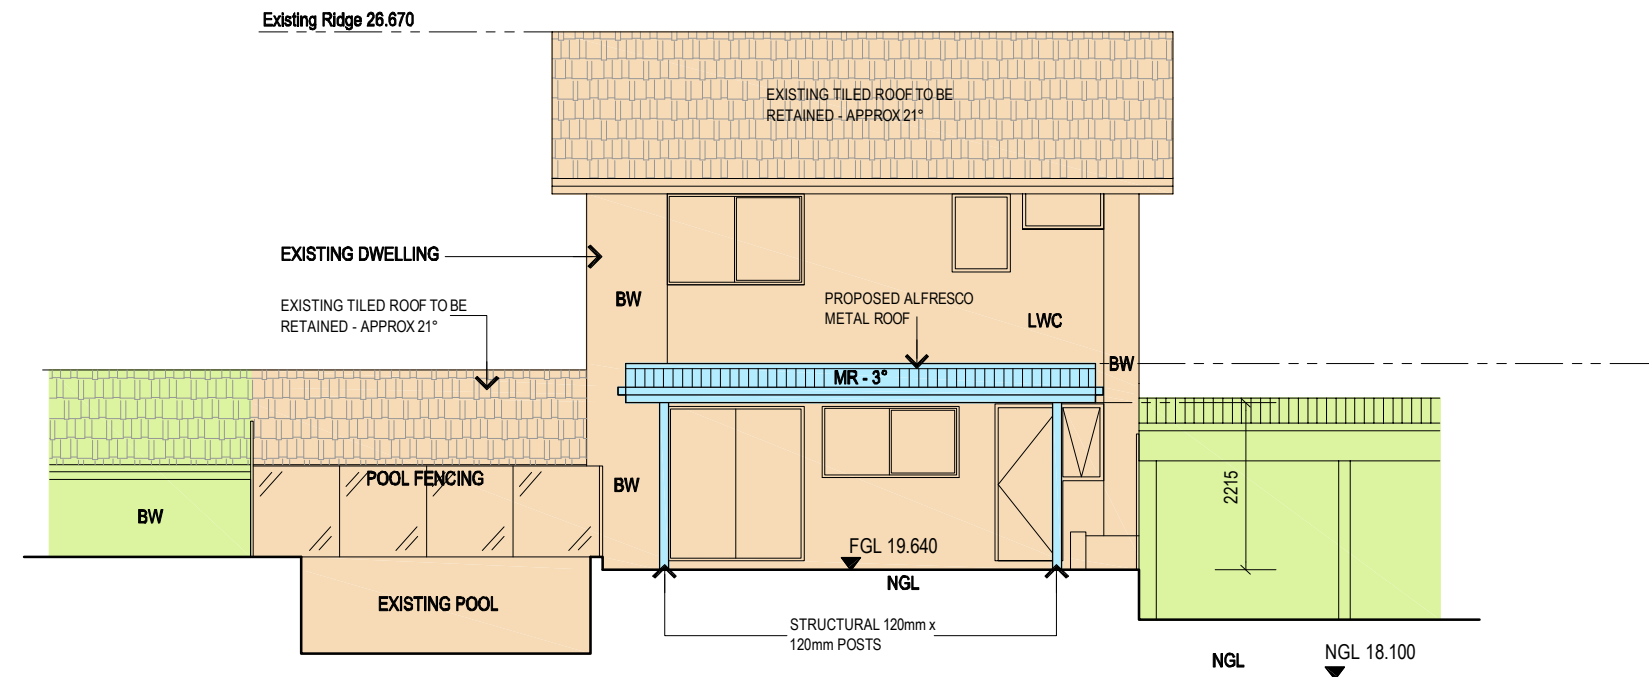 Existing Ridge 26.670
EXISTING TILED ROOF TO BE
RETAINED - APPROX 21°
EXISTING DWELLING
BW
EXISTING TILED ROOF TO BE
RETAINED - APPROX 21°
PROPOSED ALFRESCO
METAL ROOF
LWC
BW
MR - 3°
POOL FENCING
BW
BW
2215
FGL 19.640
NGL
EXISTING POOL
STRUCTURAL 120mm x
120mm POSTS
NGL
NGL 18.100